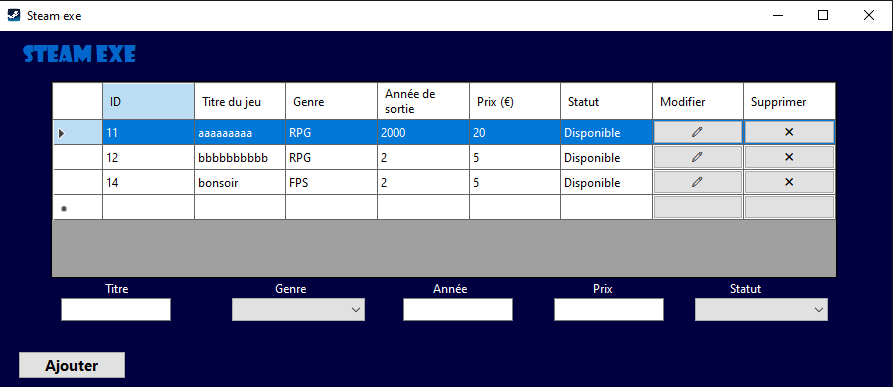 Steam exe
STEAM EXE
ID Titre du jeu Genre Année de sortie Prix (€) Statut Modifier Supprimer
11 aaaaaaaaa RPG 2000 20 Disponible
12 bbbbbbbbbb RPG 2 5 Disponible
14 bonsoir FPS 2 5 Disponible
Titre Genre Année Prix Statut
Ajouter